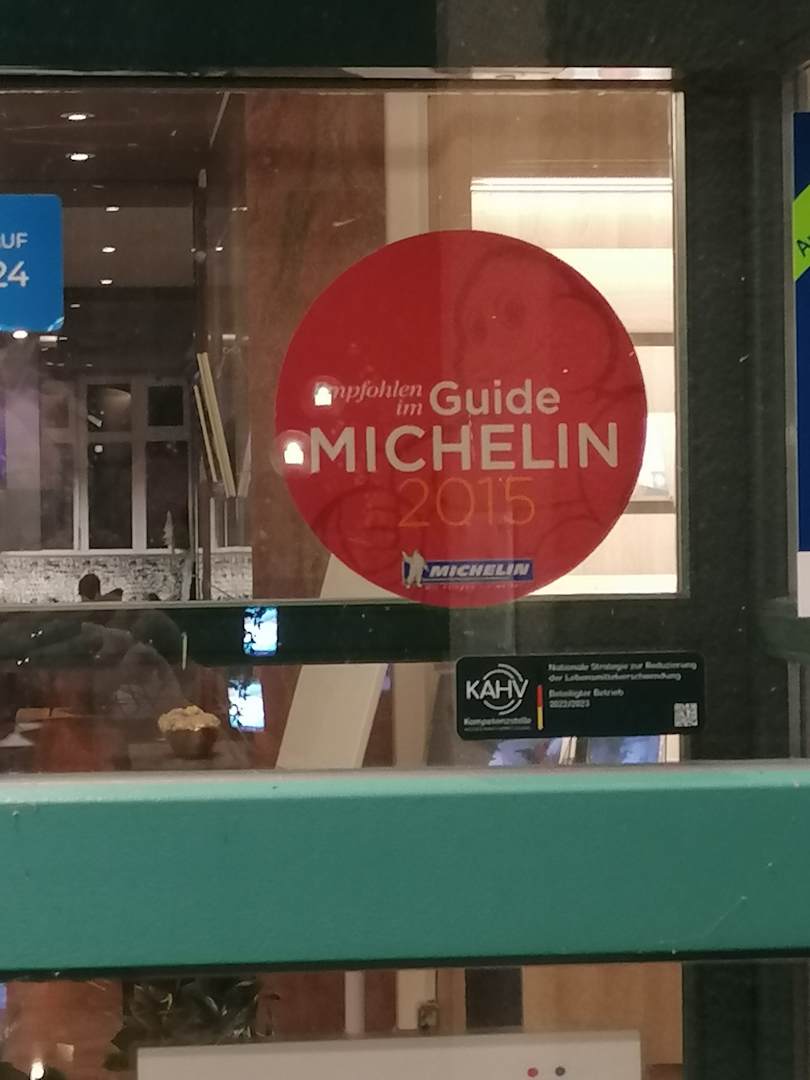 AUF
24
Empfohlen
im Guide
MICHELIN
2015
MICHELIN
KAHV
Kompetenzstelle
Nationale Strategie zur Reduzierung
der Lebensmittelverschwendung
Beteiligter Betrieb
2022/2023